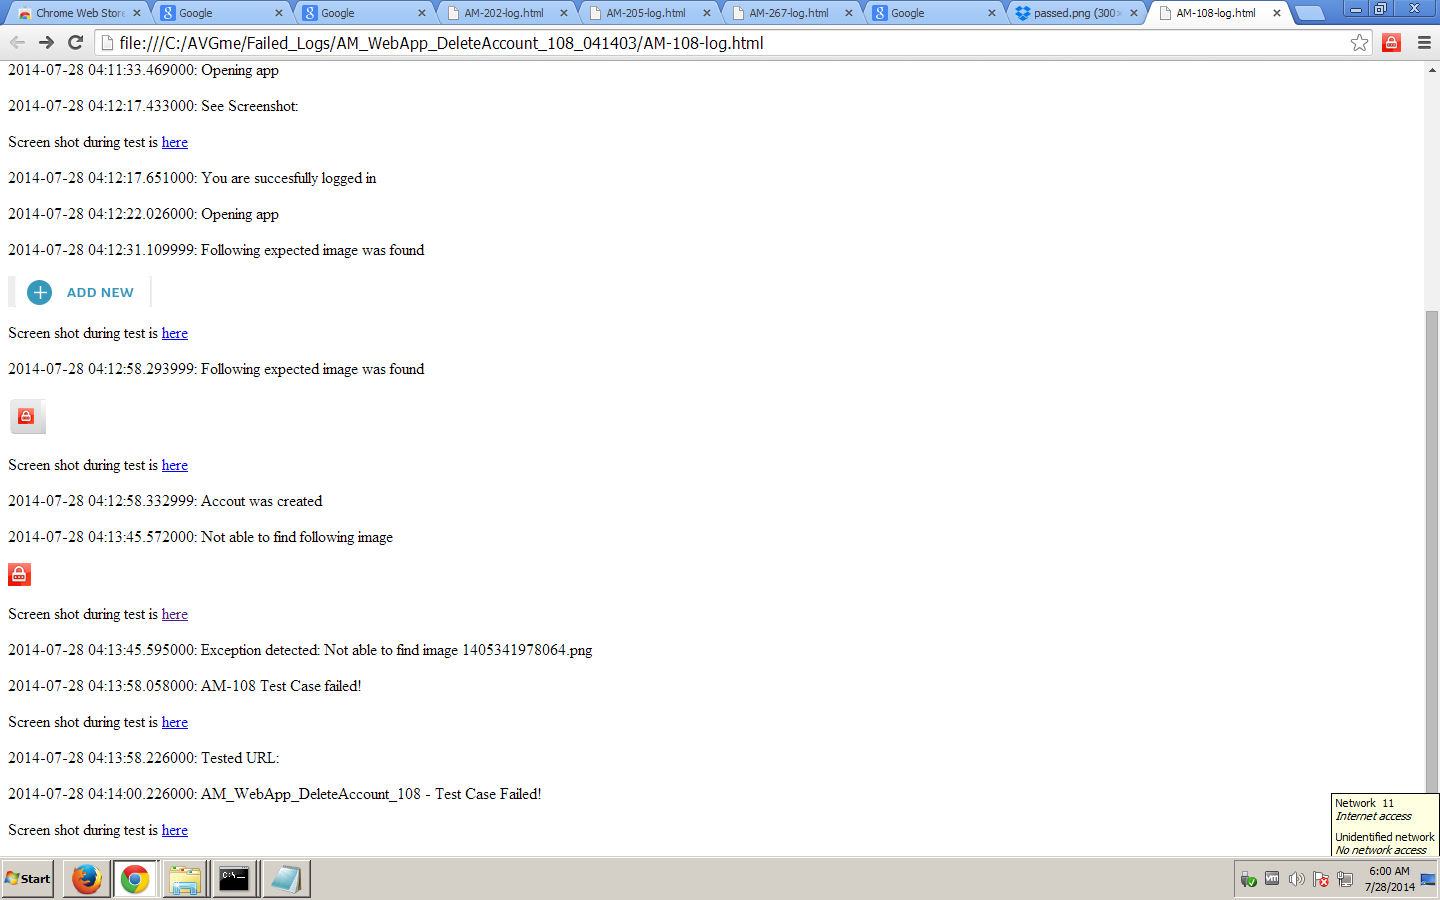 Chrome Web Store
Google
Google
AM-202-log.html
AM-205-log.html
AM-267-log.html
Google
passed.png (300×
AM-108-log.html
file:///C:/AVGme/Failed_Logs/AM_WebApp_DeleteAccount_108_041403/AM-108-log.html
2014-07-28 04:11:33.469000: Opening app
2014-07-28 04:12:17.433000: See Screenshot:
Screen shot during test is here
2014-07-28 04:12:17.651000: You are succesfully logged in
2014-07-28 04:12:22.026000: Opening app
2014-07-28 04:12:31.109999: Following expected image was found
ADD NEW
Screen shot during test is here
2014-07-28 04:12:58.293999: Following expected image was found
Screen shot during test is here
2014-07-28 04:12:58.332999: Accout was created
2014-07-28 04:13:45.572000: Not able to find following image
Screen shot during test is here
2014-07-28 04:13:45.595000: Exception detected: Not able to find image 1405341978064.png
2014-07-28 04:13:58.058000: AM-108 Test Case failed!
Screen shot during test is here
2014-07-28 04:13:58.226000: Tested URL:
2014-07-28 04:14:00.226000: AM_WebApp_DeleteAccount_108 - Test Case Failed!
Screen shot during test is here
Network 11
Internet access
Unidentified network
No network access
Start
6:00 AM
7/28/2014